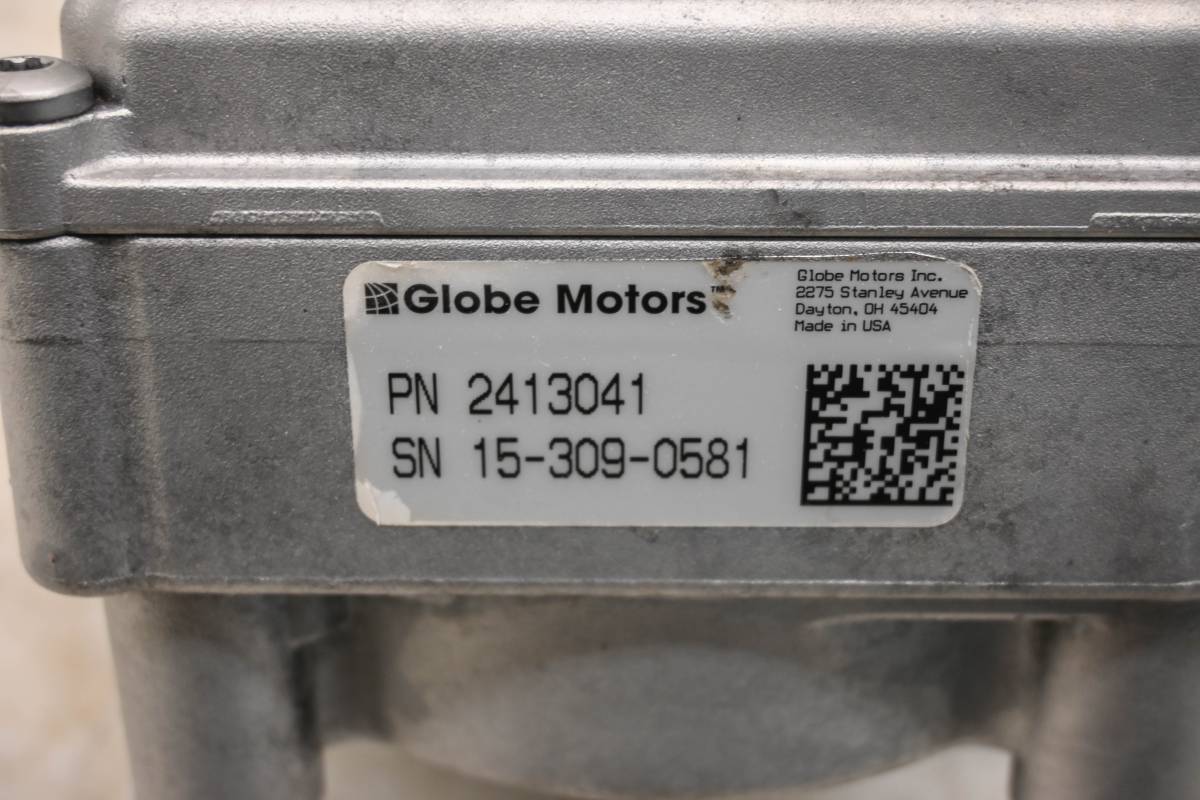 Globe Motors™
Globe Motors Inc.
2275 Stanley Avenue
Dayton, OH 45404
Made in USA
PN 2413041
SN 15-309-0581